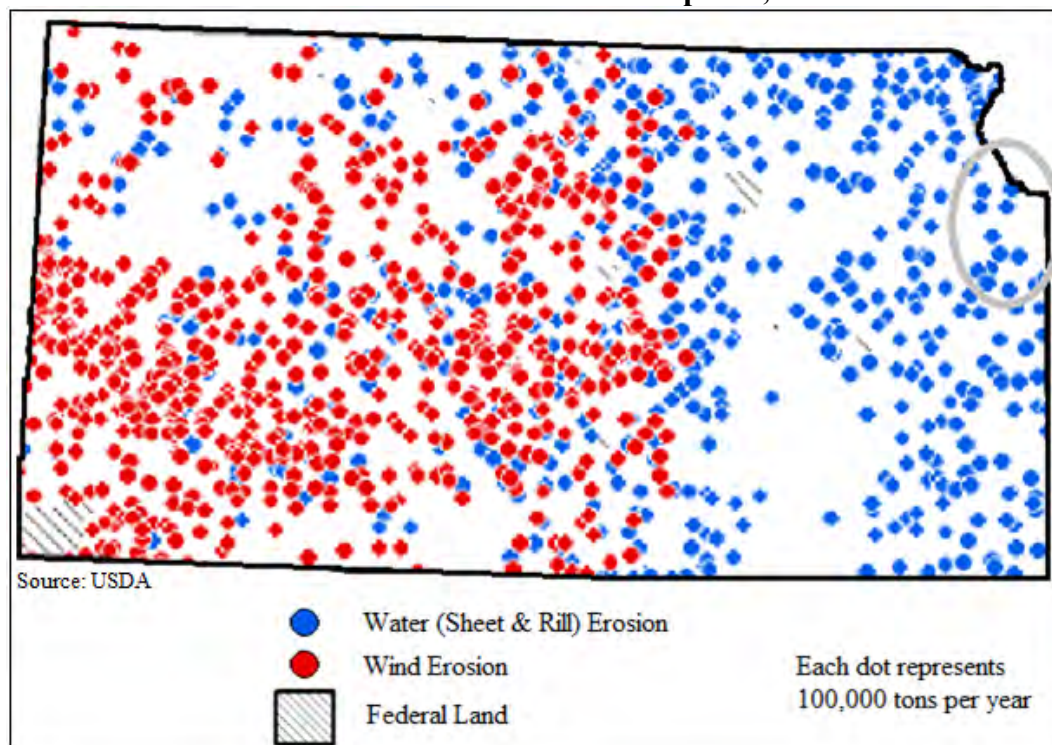 Source: USDA
Water (Sheet & Rill) Erosion
Wind Erosion
Federal Land
Each dot represents
100,000 tons per year